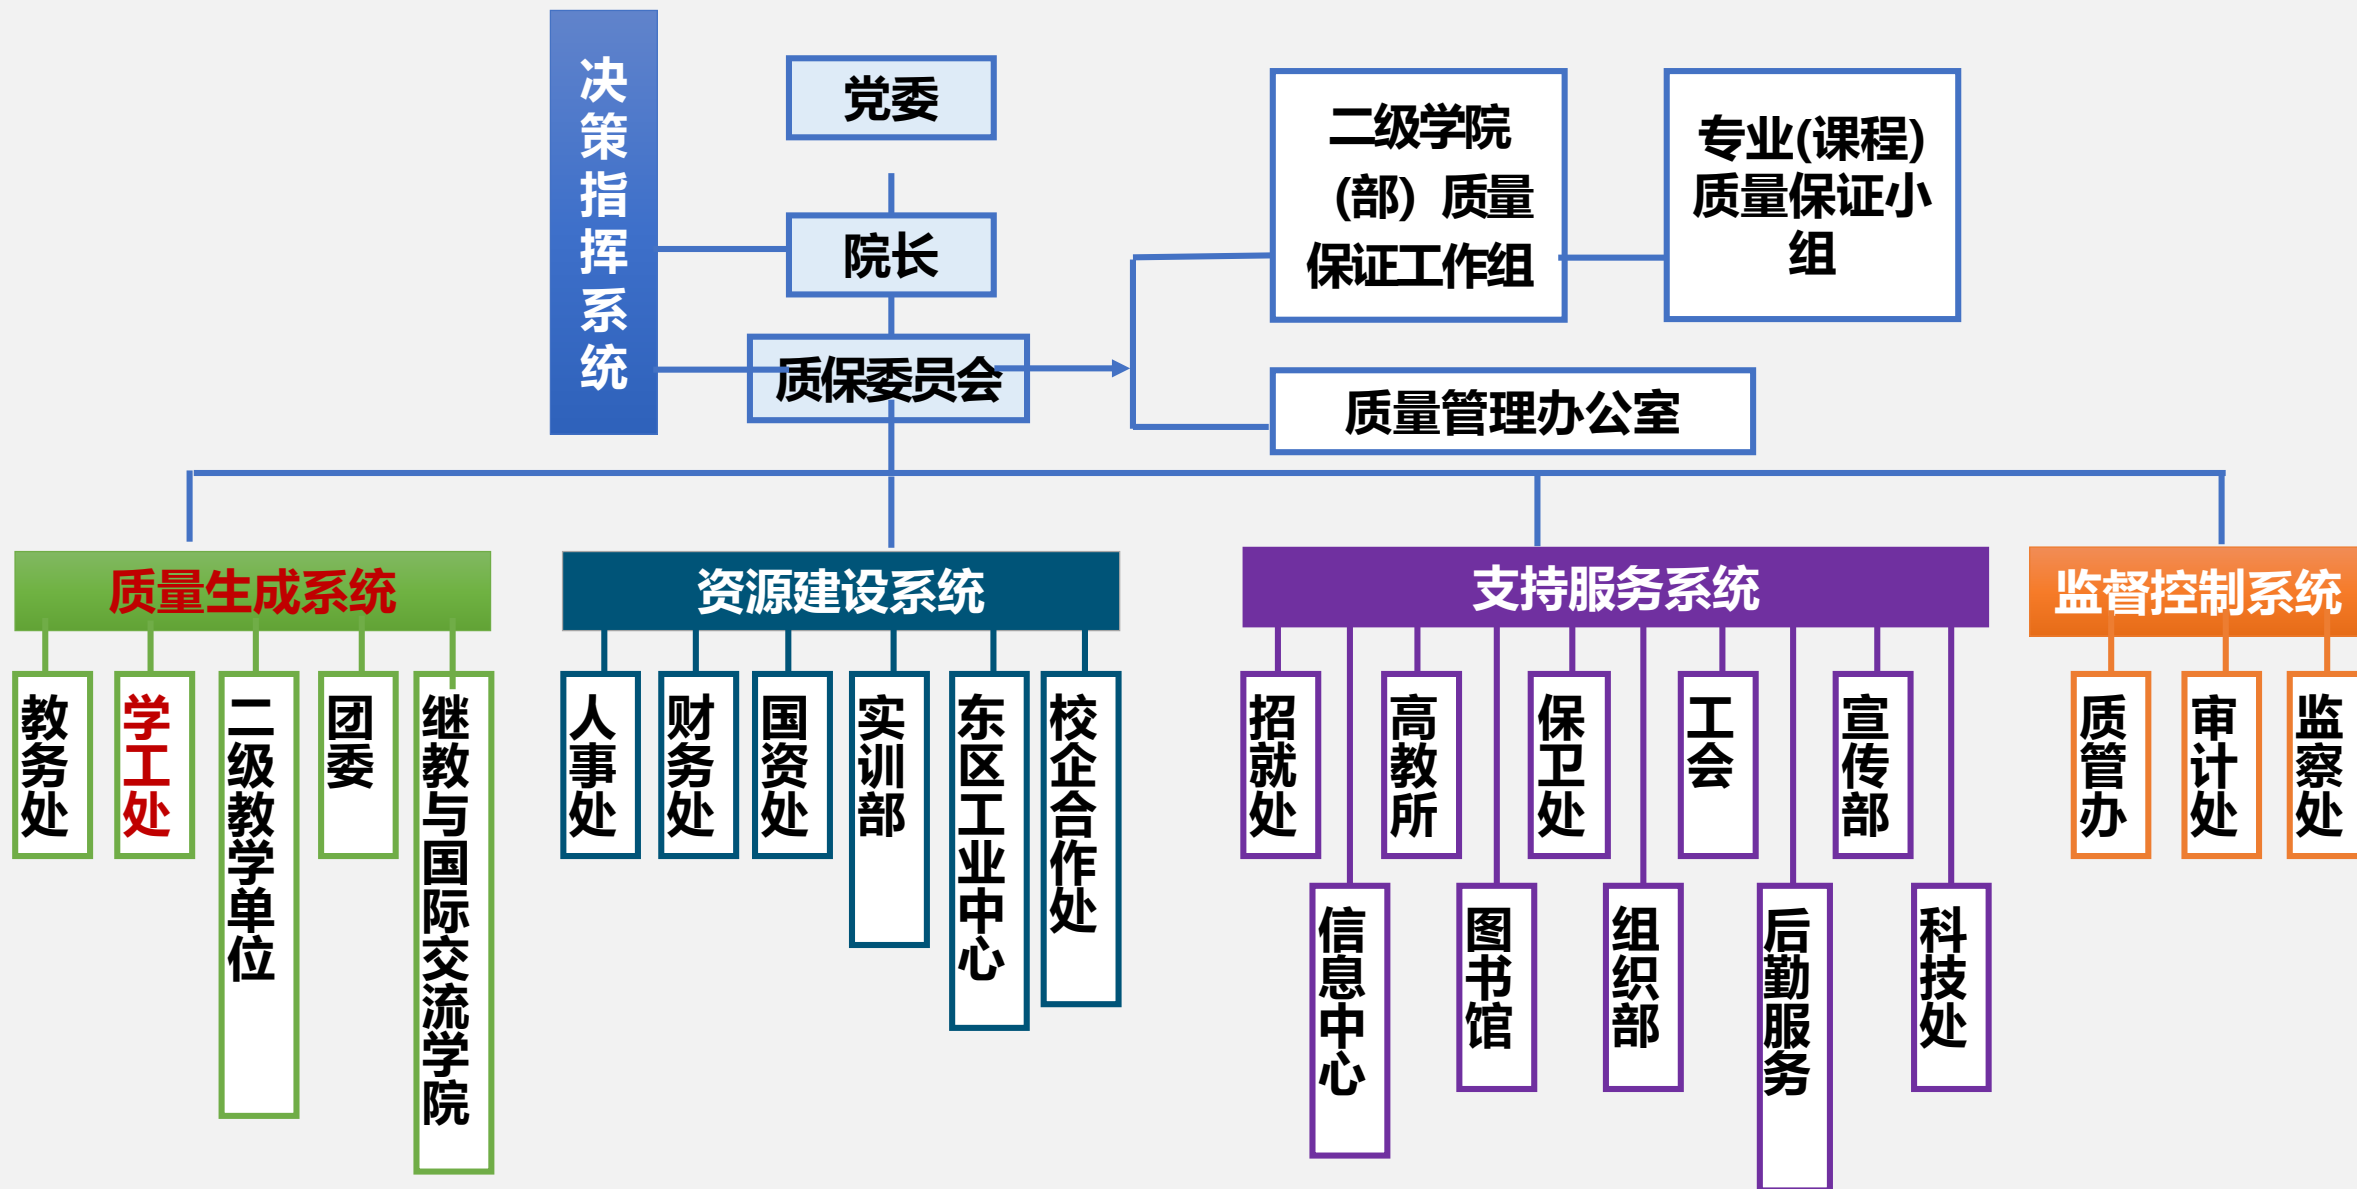 决策指挥系统
党委
院长
质保委员会
二级学院
(部）质量
保证工作组
专业(课程)
质量保证小
组
质量管理办公室
质量生成系统
教务处
学工处
二级教学单位
团委
继教与国际交流学院
资源建设系统
人事处
财务处
国资处
实训部
东区工业中心
校企合作处
支持服务系统
招就处
信息中心
高教所
图书馆
保卫处
组织部
工会
后勤服务
宣传部
科技处
监督控制系统
质管办
审计处
监察处